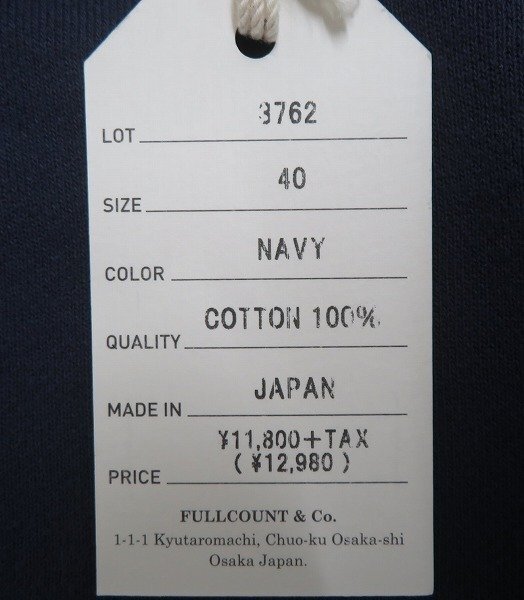 LOT 3762
SIZE 40
COLOR NAVY
QUALITY COTTON 100%
MADE IN JAPAN
PRICE ¥11,800+TAX
(¥12,980)
FULLCOUNT & Co.
1-1-1 Kyutaromachi, Chuo-ku Osaka-shi
Osaka Japan.